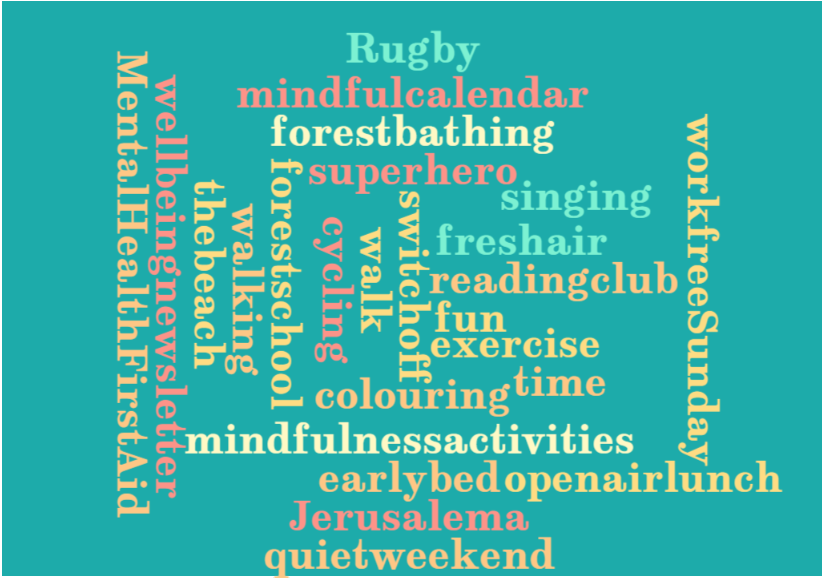 Rugby
mindfulcalendar
forestbathing
superhero
singing
freshair
readingclub
fun
exercise
time
colouring
mindfulnessactivities
earlybed
openairlunch
Jerusalema
quietweekend
MentalHealthFirstAid
wellbeingnewsletter
thebeach
walking
forestschool
cycling
walk
switchoff
workfreeSunday